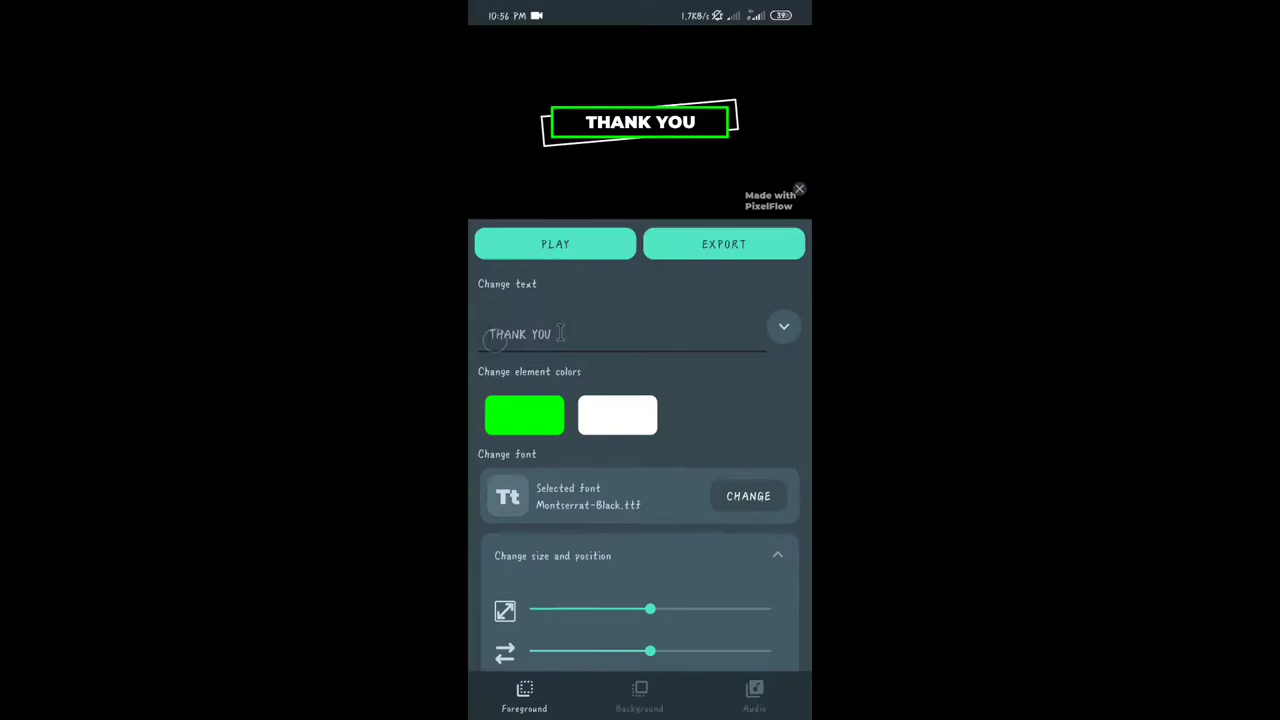 10:56 PM
1.7KB/s
39
THANK YOU
Made with
PixelFlow
PLAY
EXPORT
Change text
THANK YOU
Change element colors
Change font
Tt
Selected font
Montserrat-Black.ttf
CHANGE
Change size and position
Foreground
Background
Audio